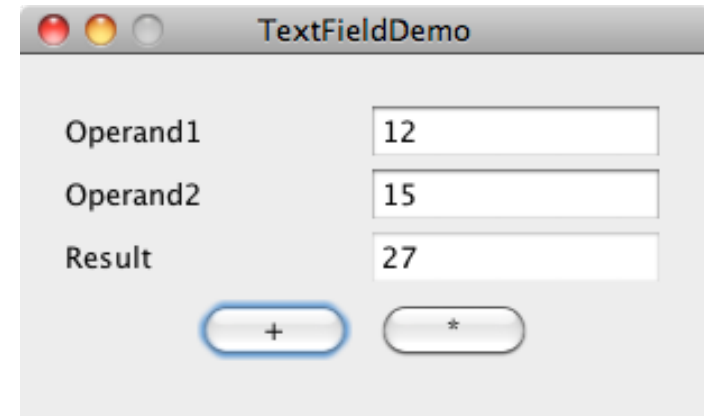 TextFieldDemo
Operand1 12
Operand2 15
Result 27
+ *